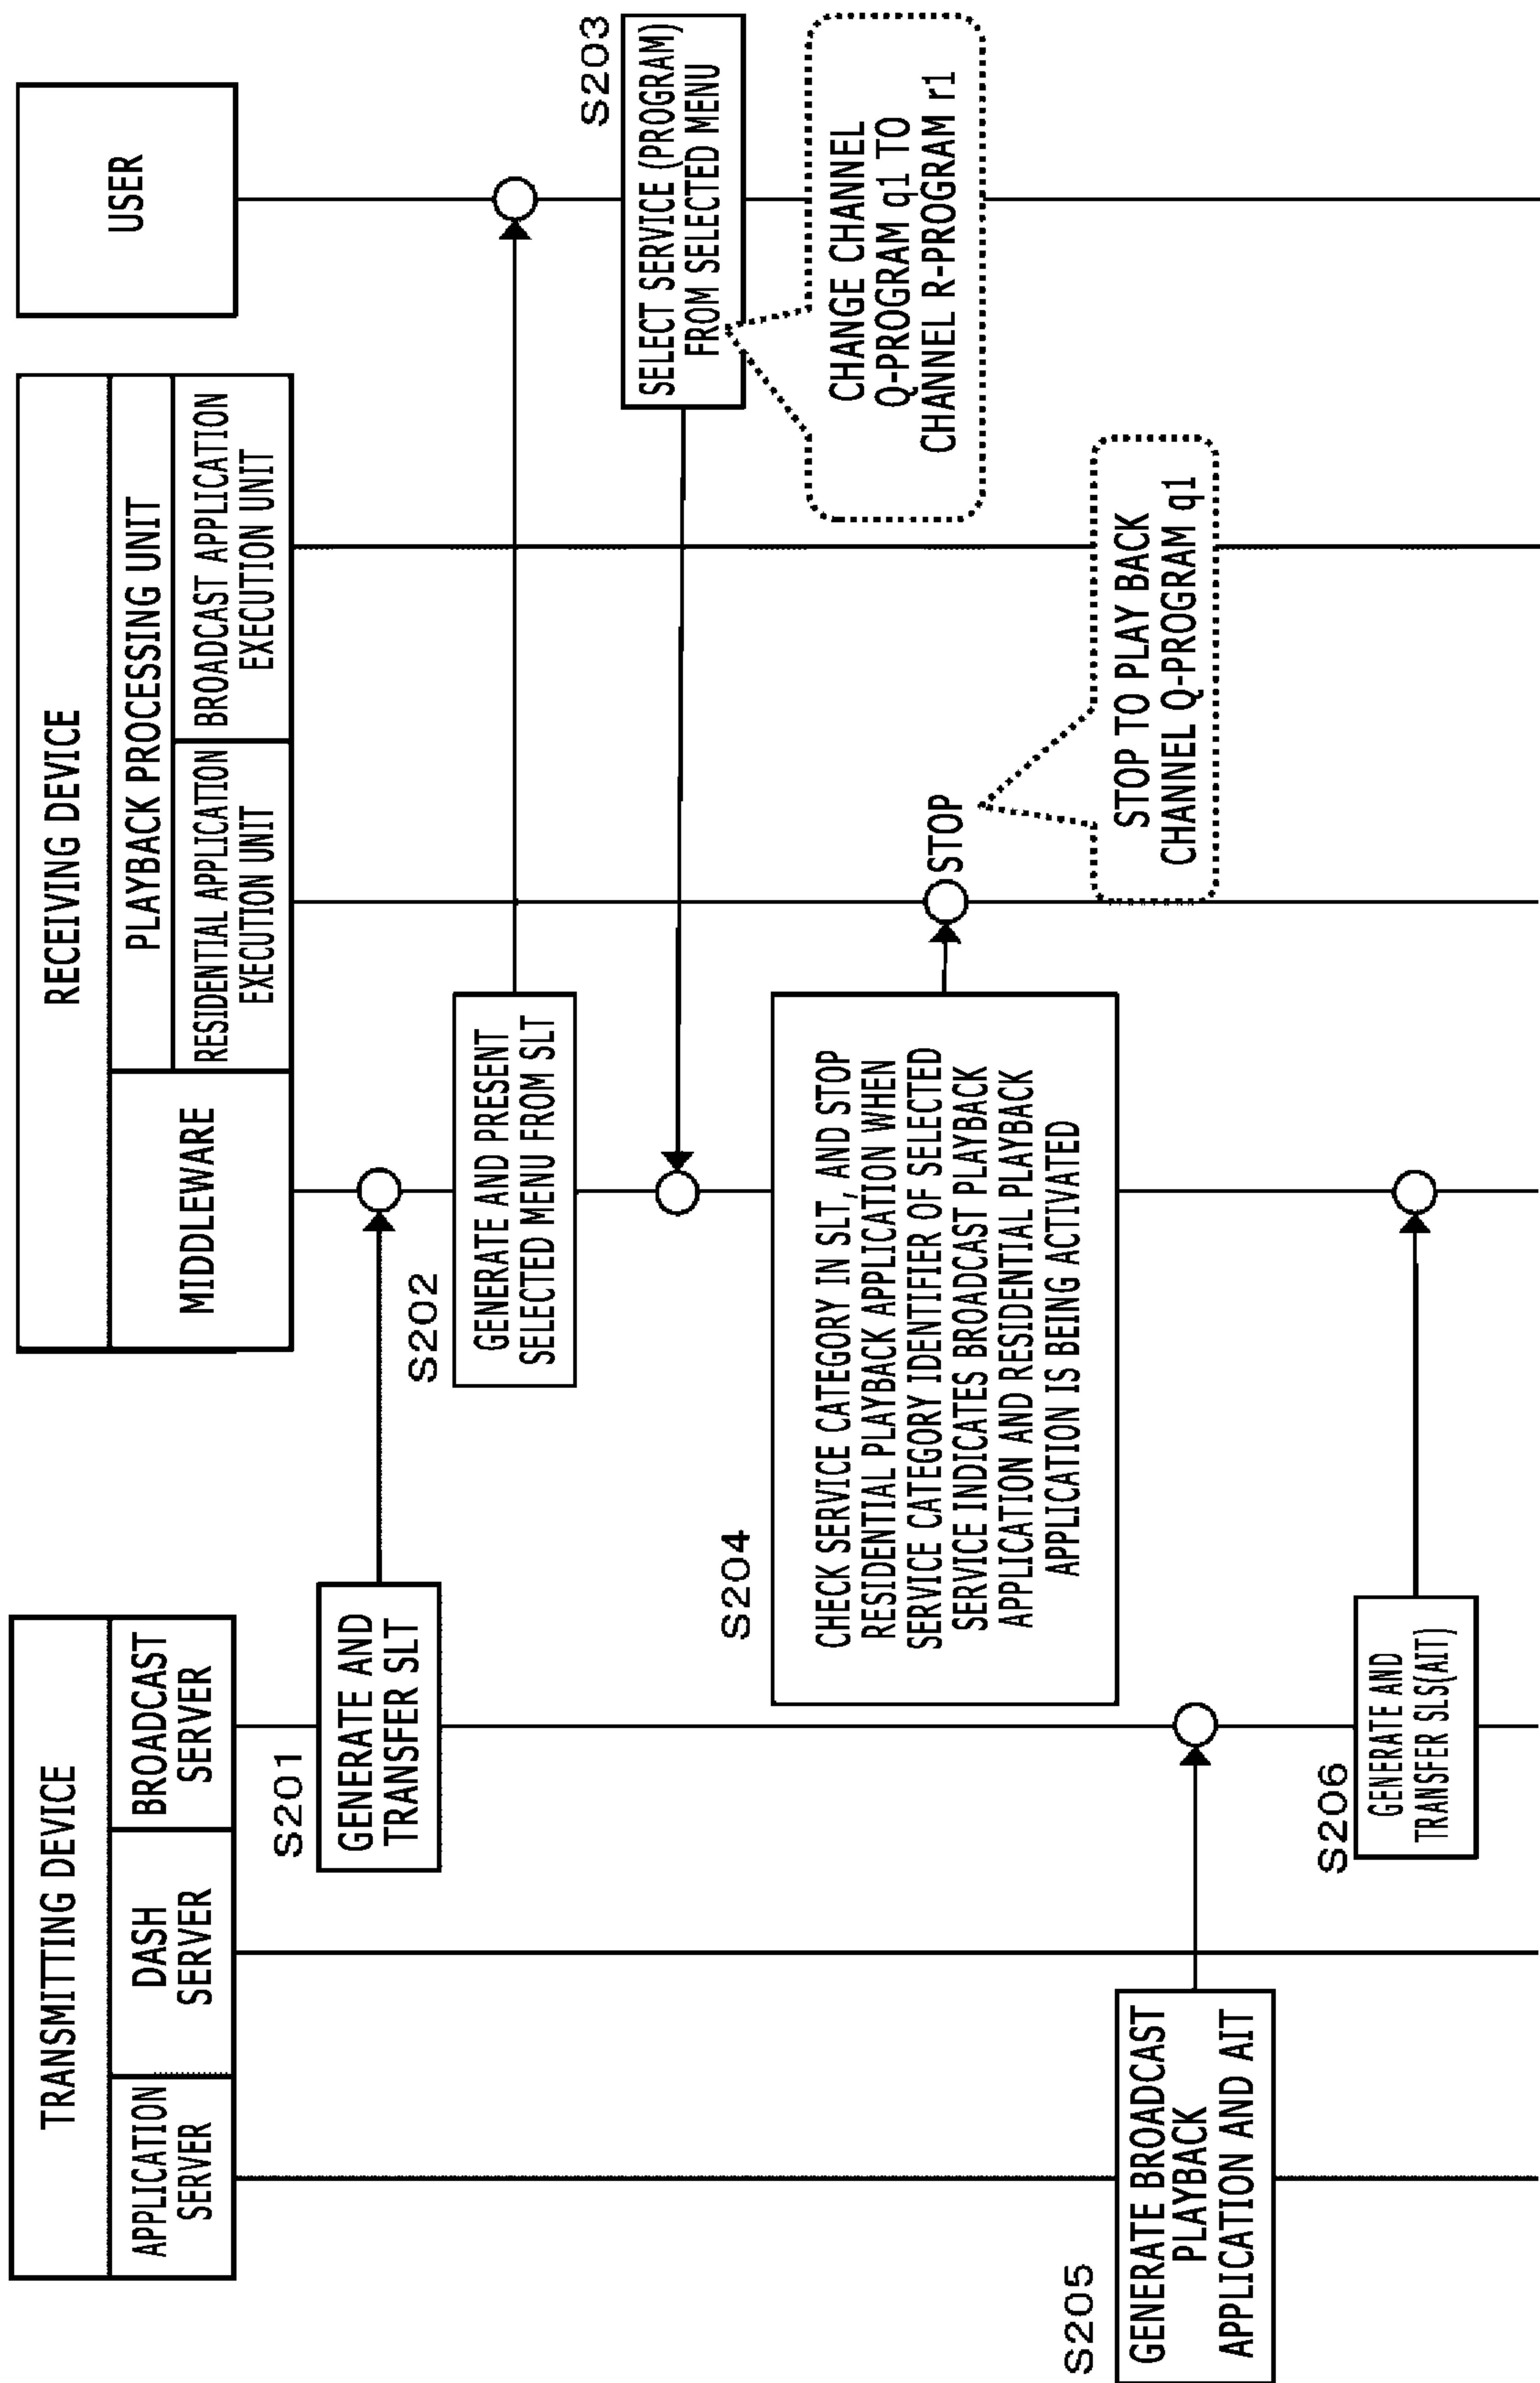 TRANSMITTING DEVICE
APPLICATION
SERVER
DASH
SERVER
BROADCAST
SERVER
RECEIVING DEVICE
MIDDLEWARE
PLAYBACK PROCESSING UNIT
RESIDENTIAL APPLICATION
EXECUTION UNIT
BROADCAST APPLICATION
EXECUTION UNIT
USER
S201
GENERATE AND
TRANSFER SLT
S202
GENERATE AND PRESENT
SELECTED MENU FROM SLT
S203
SELECT SERVICE (PROGRAM)
FROM SELECTED MENU
CHANGE CHANNEL
Q-PROGRAM q1 TO
CHANNEL R-PROGRAM r1
S204
CHECK SERVICE CATEGORY IN SLT, AND STOP
RESIDENTIAL PLAYBACK APPLICATION WHEN
SERVICE CATEGORY IDENTIFIER OF SELECTED
SERVICE INDICATES BROADCAST PLAYBACK
APPLICATION AND RESIDENTIAL PLAYBACK
APPLICATION IS BEING ACTIVATED
STOP
STOP TO PLAY BACK
CHANNEL Q-PROGRAM q1
S205
GENERATE BROADCAST
PLAYBACK
APPLICATION AND AIT
S206
GENERATE AND
TRANSFER SLS(AIT)